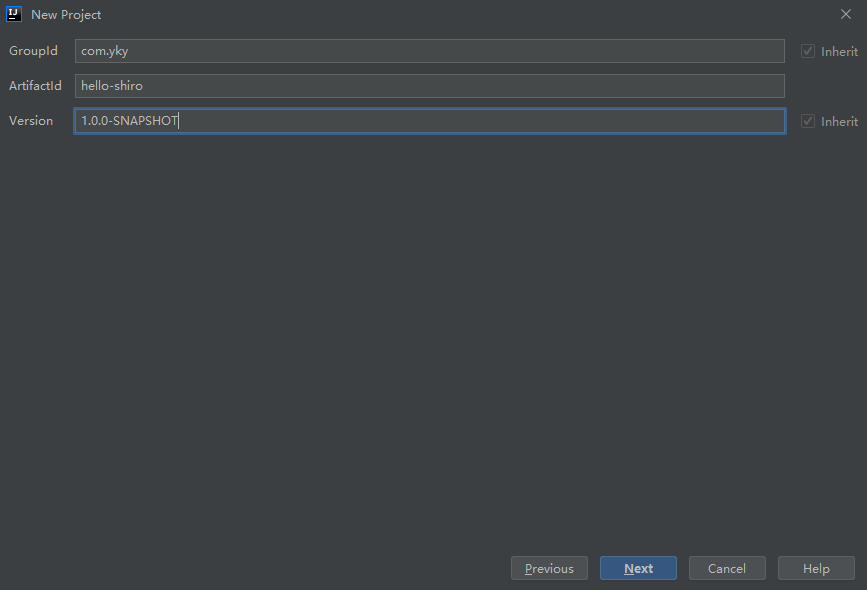 IJ New Project
GroupId com.yky Inherit
ArtifactId hello-shiro
Version 1.0.0-SNAPSHOT Inherit
Previous Next Cancel Help